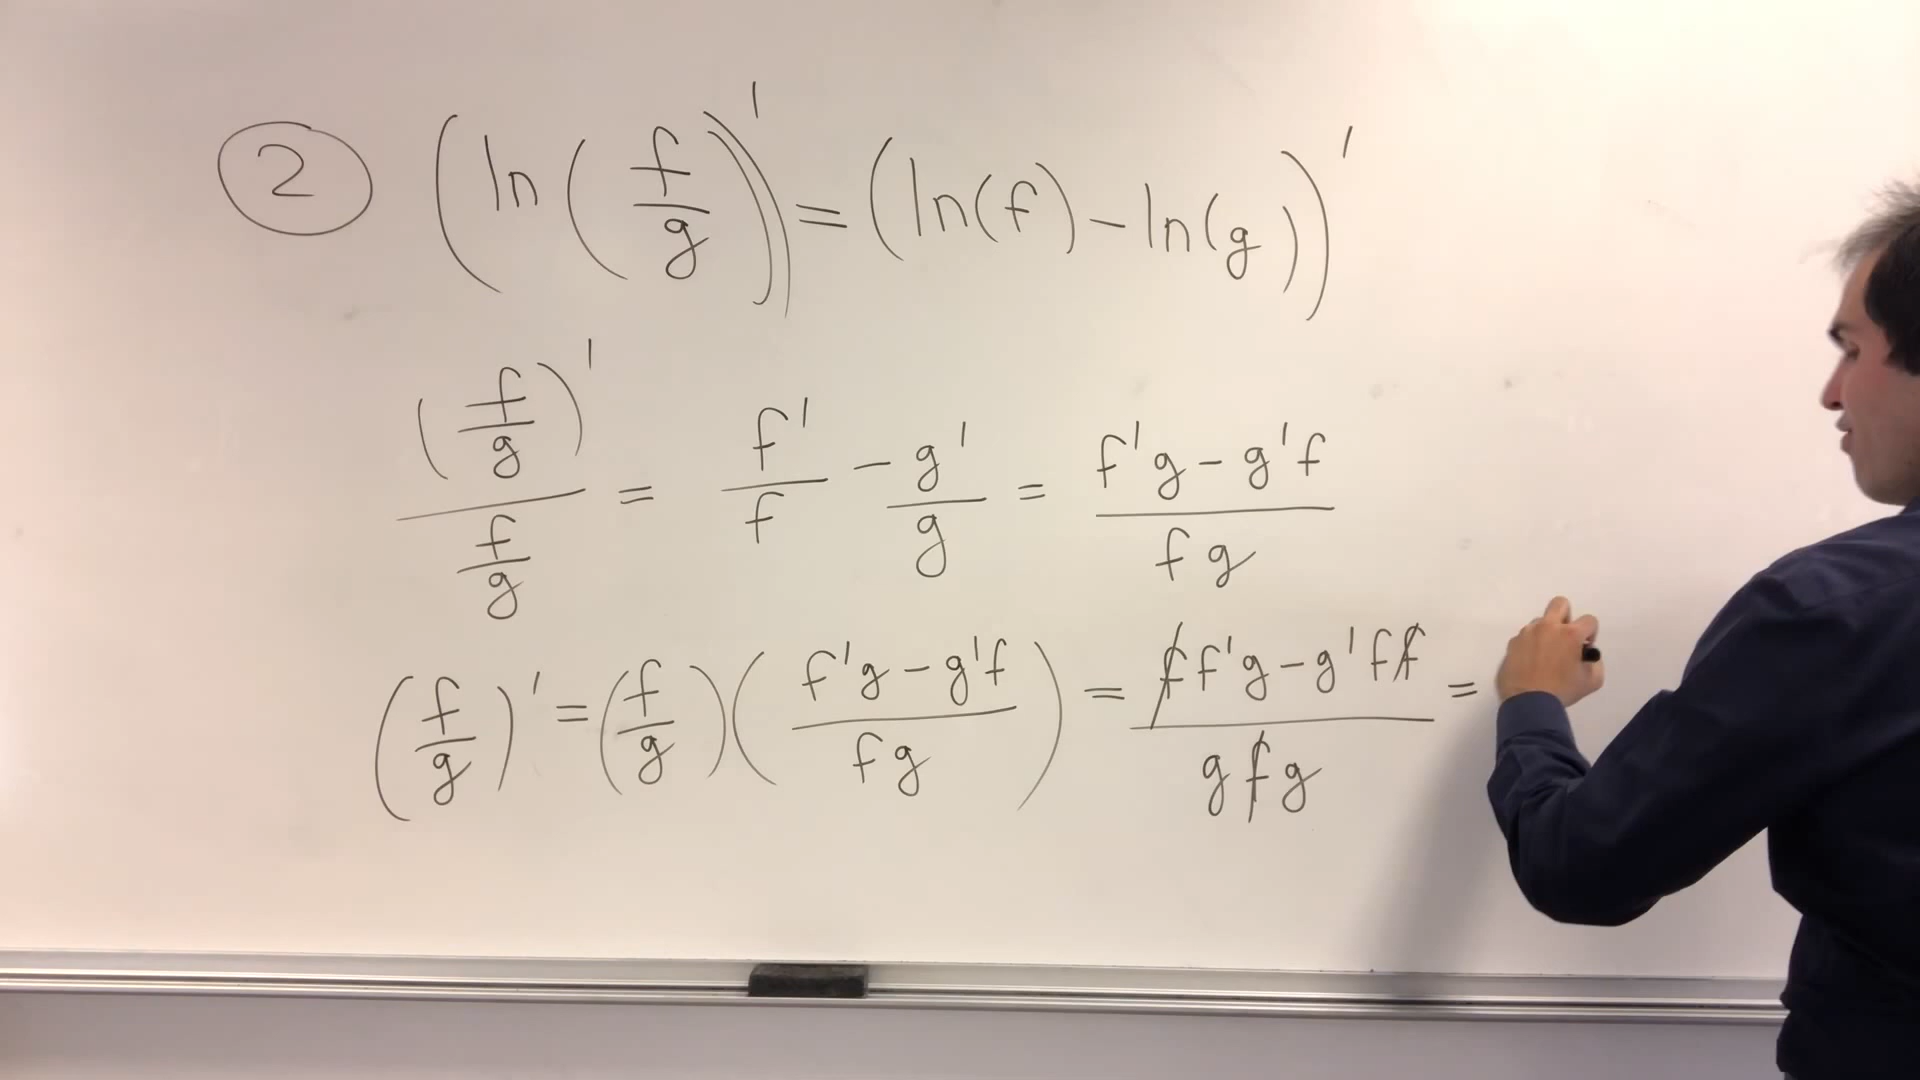 ② (ln(f/g))' = (ln(f) - ln(g))'
(f/g)' / (f/g) = f'/f - g'/g = (f'g - g'f) / (fg)
(f/g)' = (f/g)((f'g - g'f) / (fg)) = (ff'g - g'ff) / (gfg) =